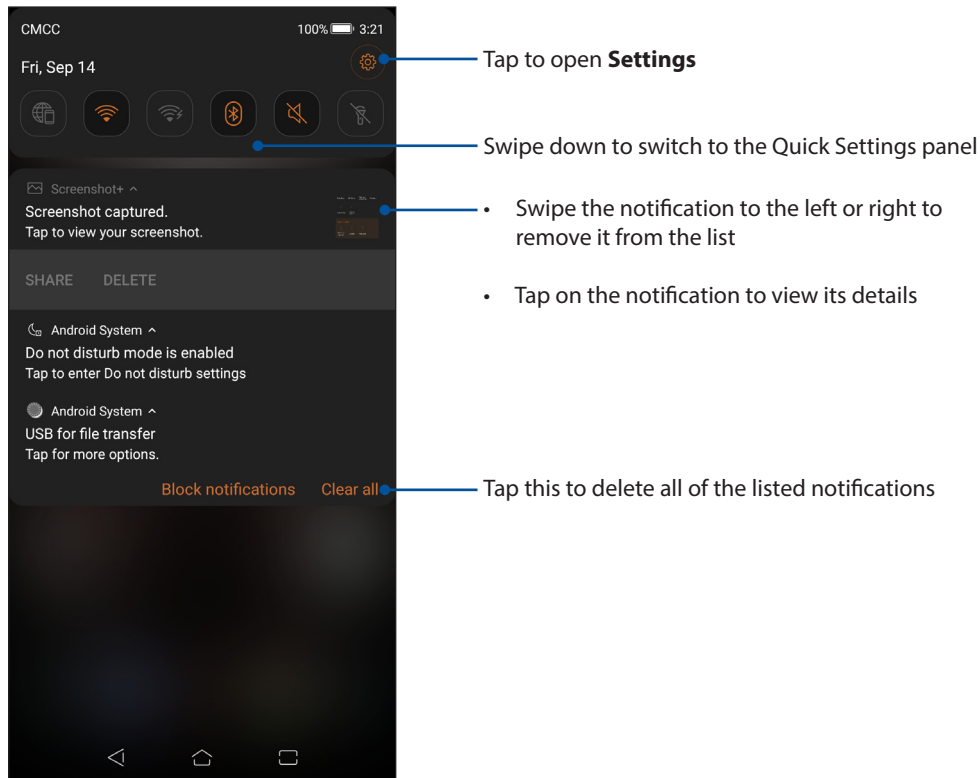 CMCC 100% 3:21
Fri, Sep 14
Tap to open Settings
Swipe down to switch to the Quick Settings panel
Screenshot+
Screenshot captured.
Tap to view your screenshot.
• Swipe the notification to the left or right to
remove it from the list
SHARE DELETE
• Tap on the notification to view its details
Android System
Do not disturb mode is enabled
Tap to enter Do not disturb settings
Android System
USB for file transfer
Tap for more options.
Block notifications Clear all
Tap this to delete all of the listed notifications